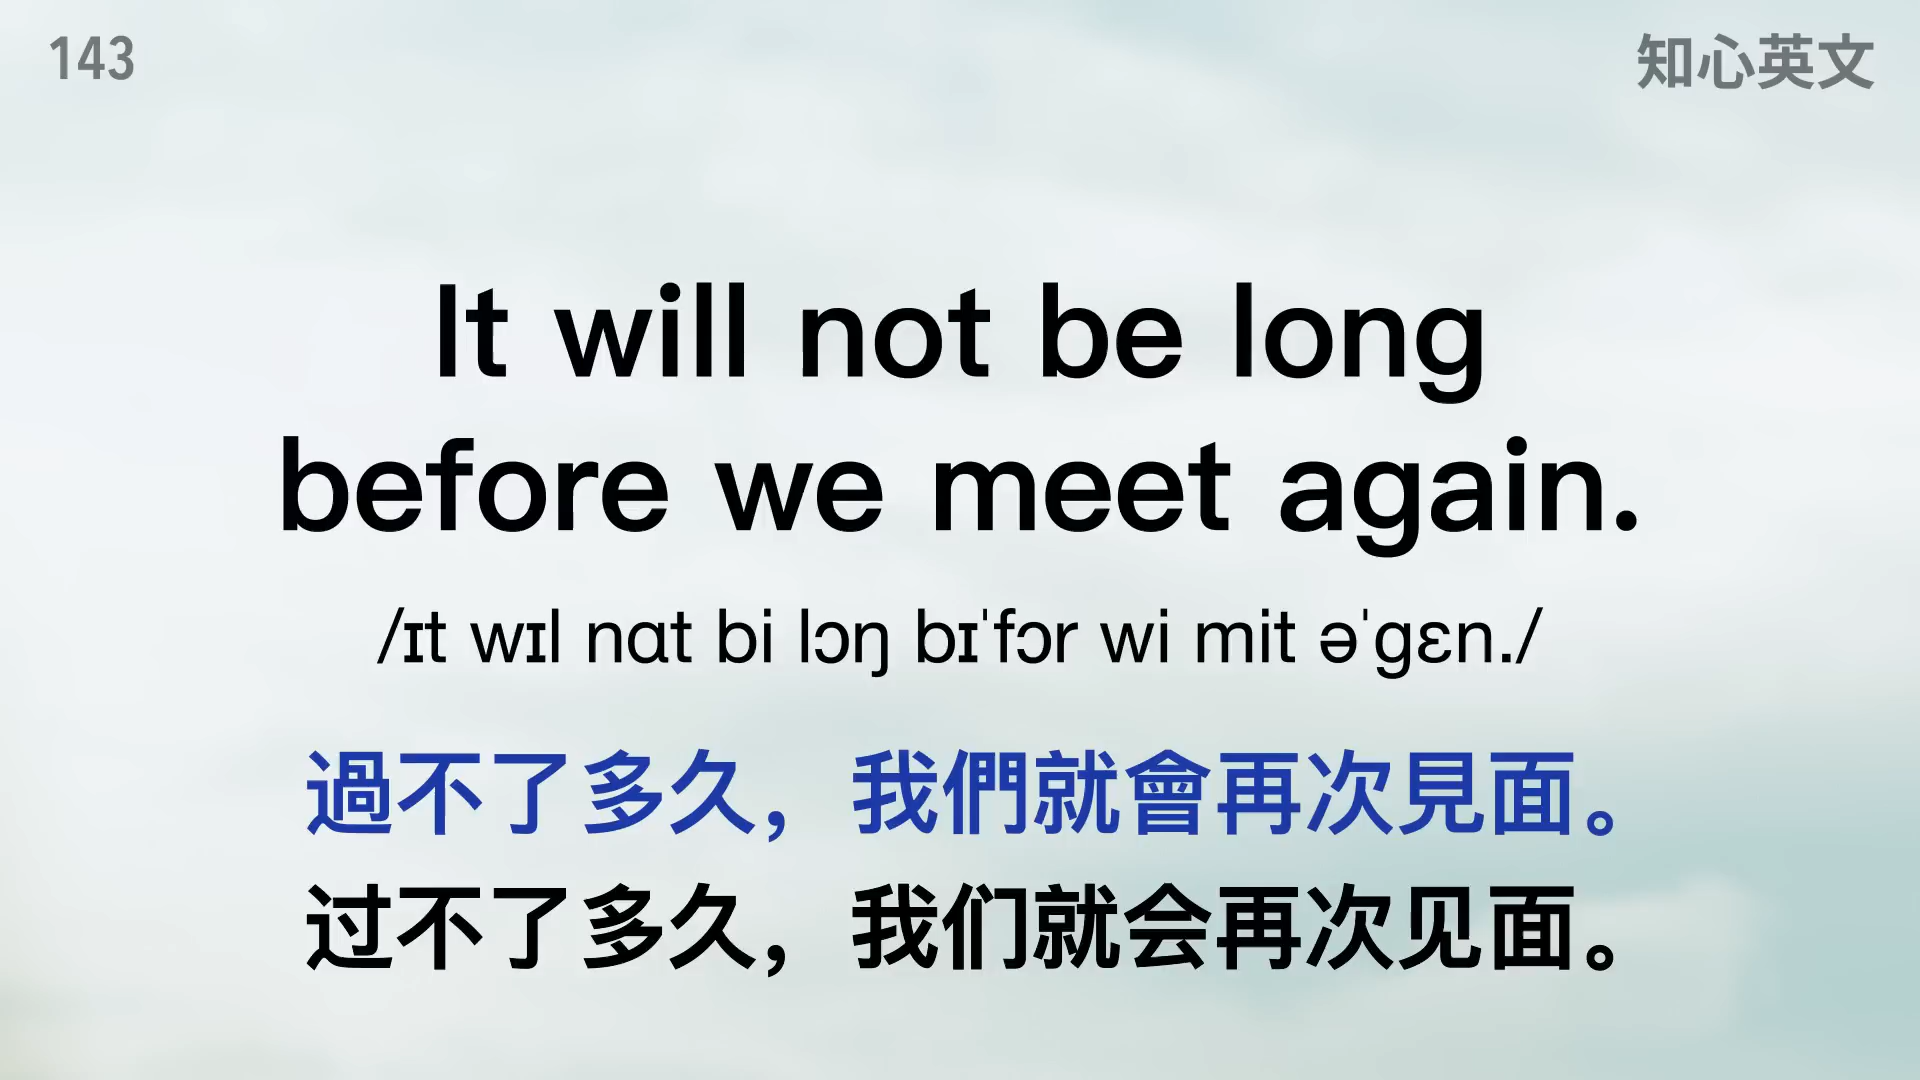 143
知心英文
It will not be long
before we meet again.
/ɪt wɪl nɑt bi lɔŋ bɪˈfɔr wi mit əˈgɛn./
過不了多久，我們就會再次見面。
过不了多久，我们就会再次见面。